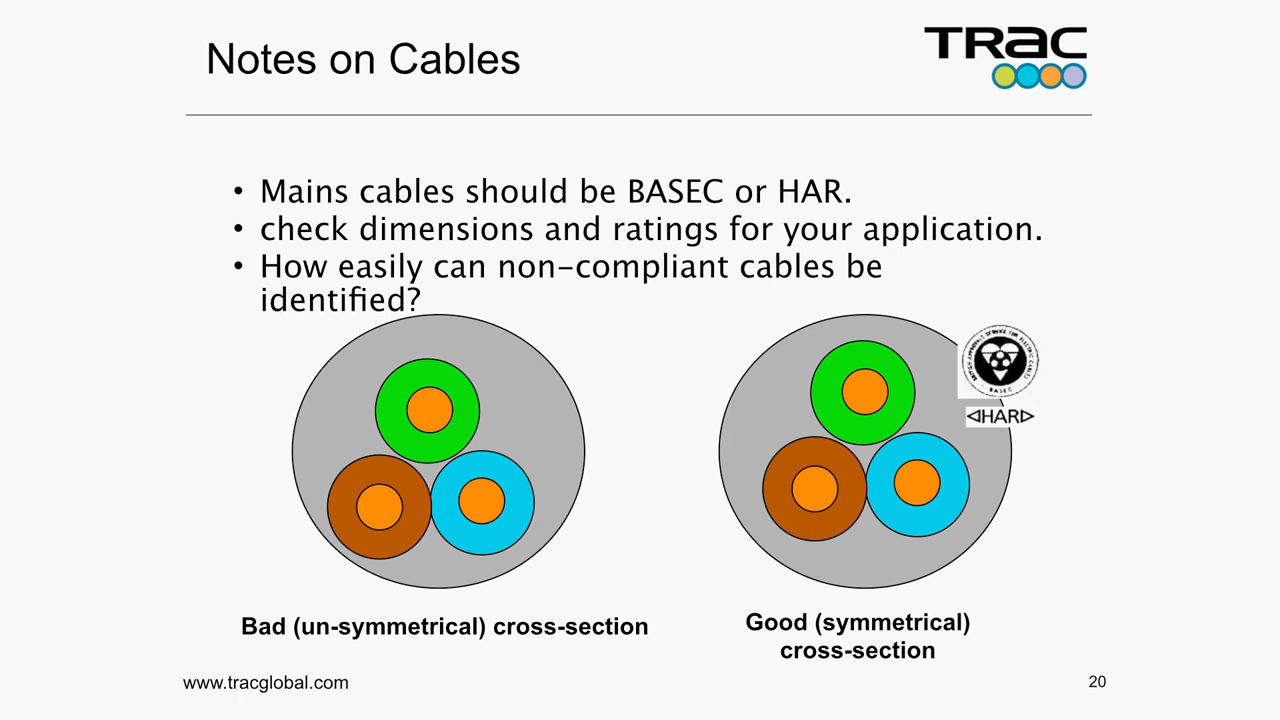 Notes on Cables
TRaC
• Mains cables should be BASEC or HAR.
• check dimensions and ratings for your application.
• How easily can non-compliant cables be
identified?
BASEC
◁HAR▷
Bad (un-symmetrical) cross-section
Good (symmetrical)
cross-section
www.tracglobal.com
20